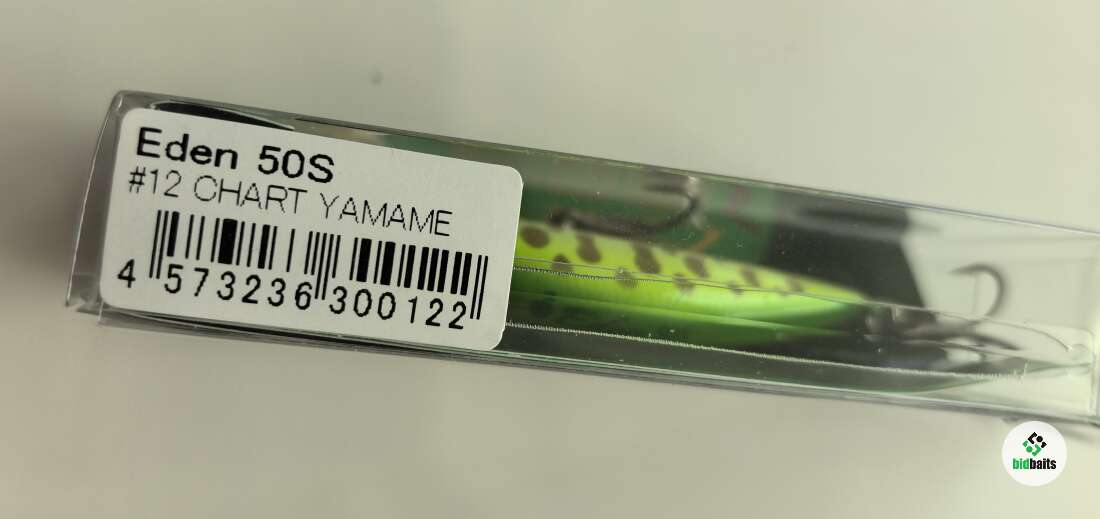 Eden 50S
#12 CHART YAMAME
4 573236 300122
bidbaits